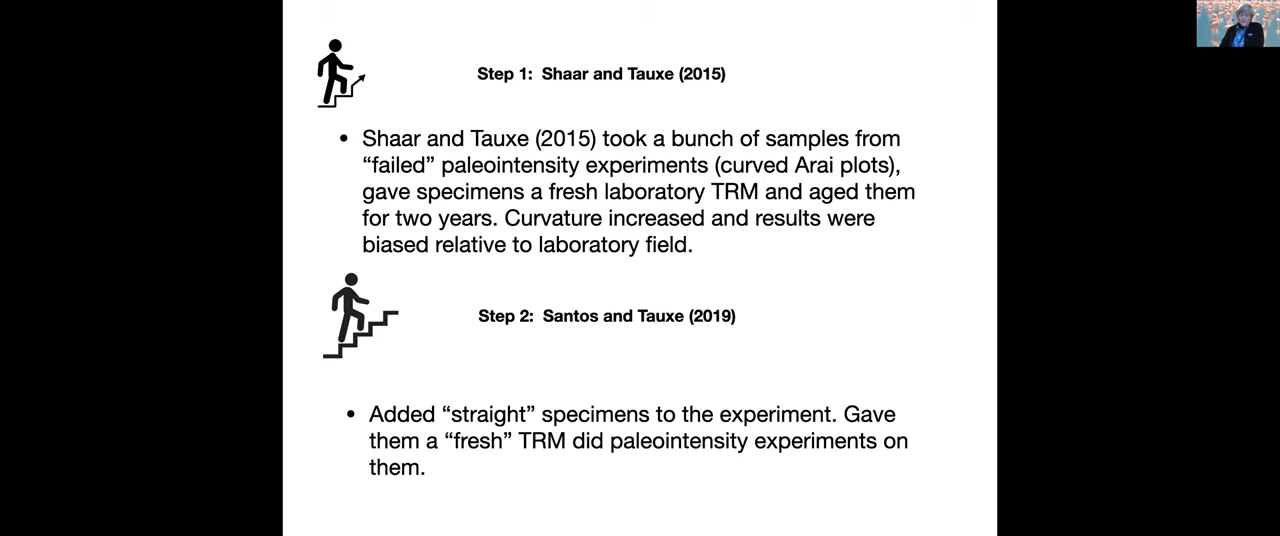 Step 1: Shaar and Tauxe (2015)
• Shaar and Tauxe (2015) took a bunch of samples from
“failed” paleointensity experiments (curved Arai plots),
gave specimens a fresh laboratory TRM and aged them
for two years. Curvature increased and results were
biased relative to laboratory field.
Step 2: Santos and Tauxe (2019)
• Added “straight” specimens to the experiment. Gave
them a “fresh” TRM did paleointensity experiments on
them.